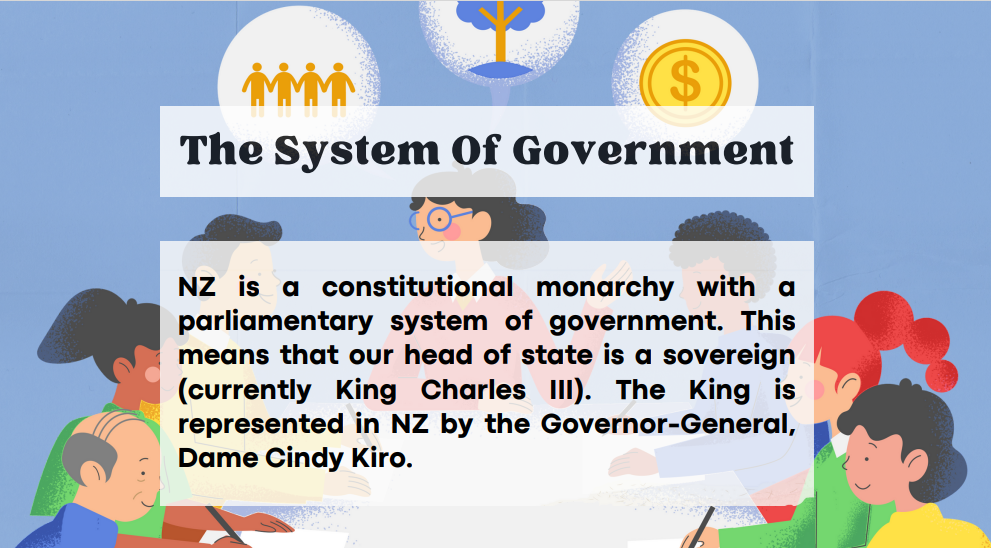 The System Of Government
NZ is a constitutional monarchy with a
parliamentary system of government. This
means that our head of state is a sovereign
(currently King Charles III). The King is
represented in NZ by the Governor-General,
Dame Cindy Kiro.